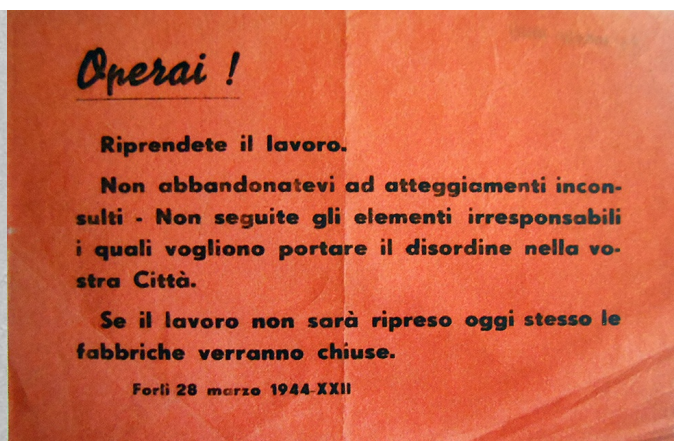 Operai !
Riprendete il lavoro.
Non abbandonatevi ad atteggiamenti incon-
sulti - Non seguite gli elementi irresponsabili
i quali vogliono portare il disordine nella vo-
stra Città.
Se il lavoro non sarà ripreso oggi stesso le
fabbriche verranno chiuse.
Forlì 28 marzo 1944-XXII